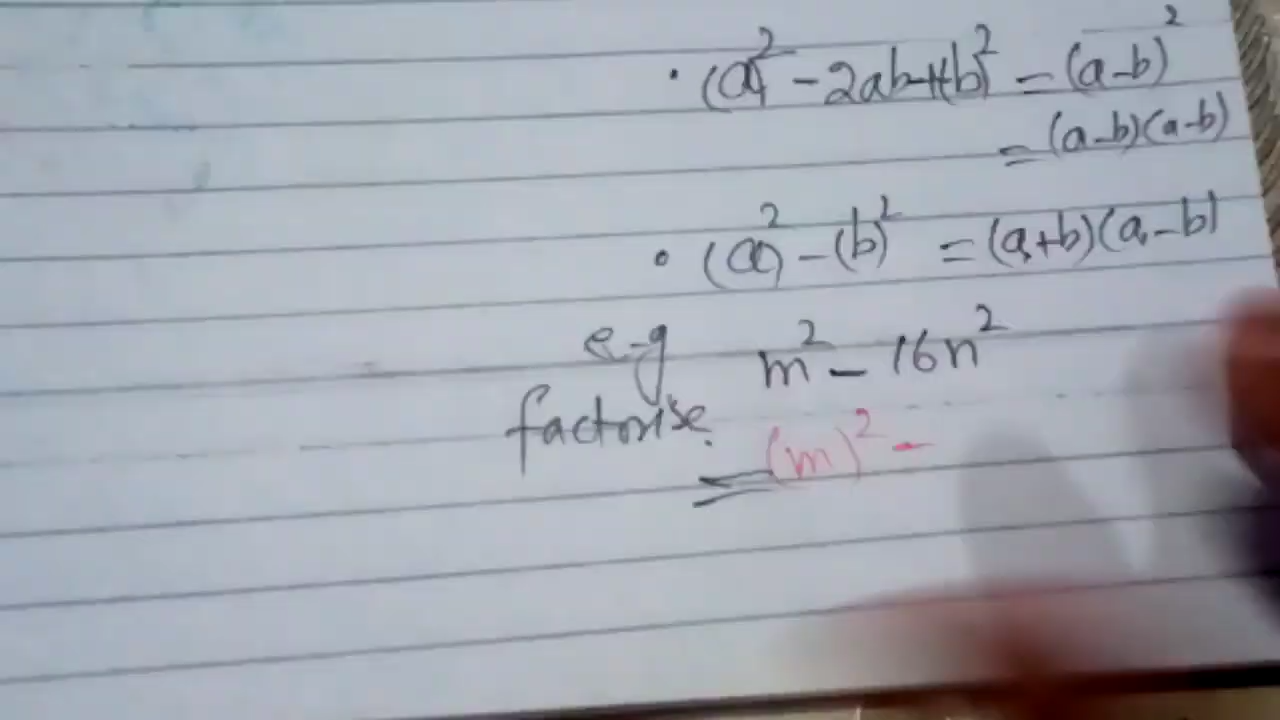 • (a)² - 2ab + (b)² = (a-b)²
= (a-b)(a-b)
• (a)² - (b)² = (a+b)(a-b)
e-g m² - 16n²
factorise.
= (m)² -